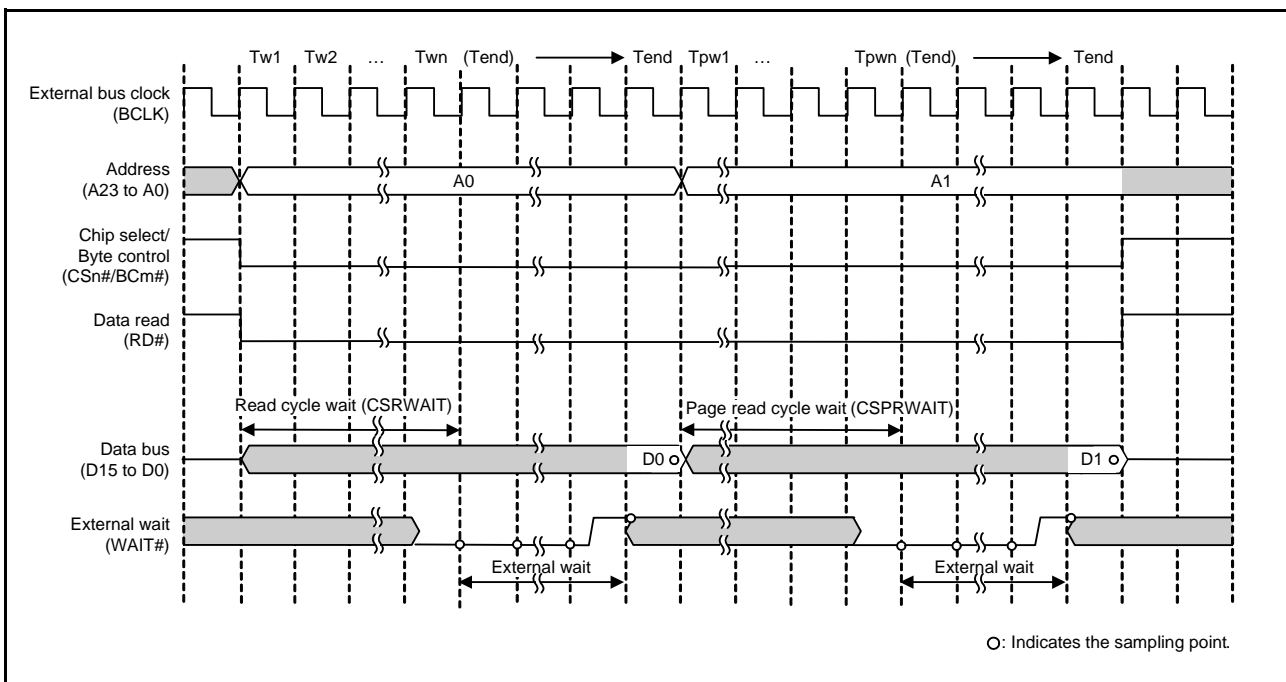 Tw1 Tw2 … Twn (Tend) Tend Tpw1 … Tpwn (Tend) Tend
External bus clock
(BCLK)
Address
(A23 to A0)
A0 A1
Chip select/
Byte control
(CSn#/BCm#)
Data read
(RD#)
Read cycle wait (CSRWAIT) Page read cycle wait (CSPRWAIT)
Data bus
(D15 to D0)
D0 D1
External wait
(WAIT#)
External wait External wait
: Indicates the sampling point.